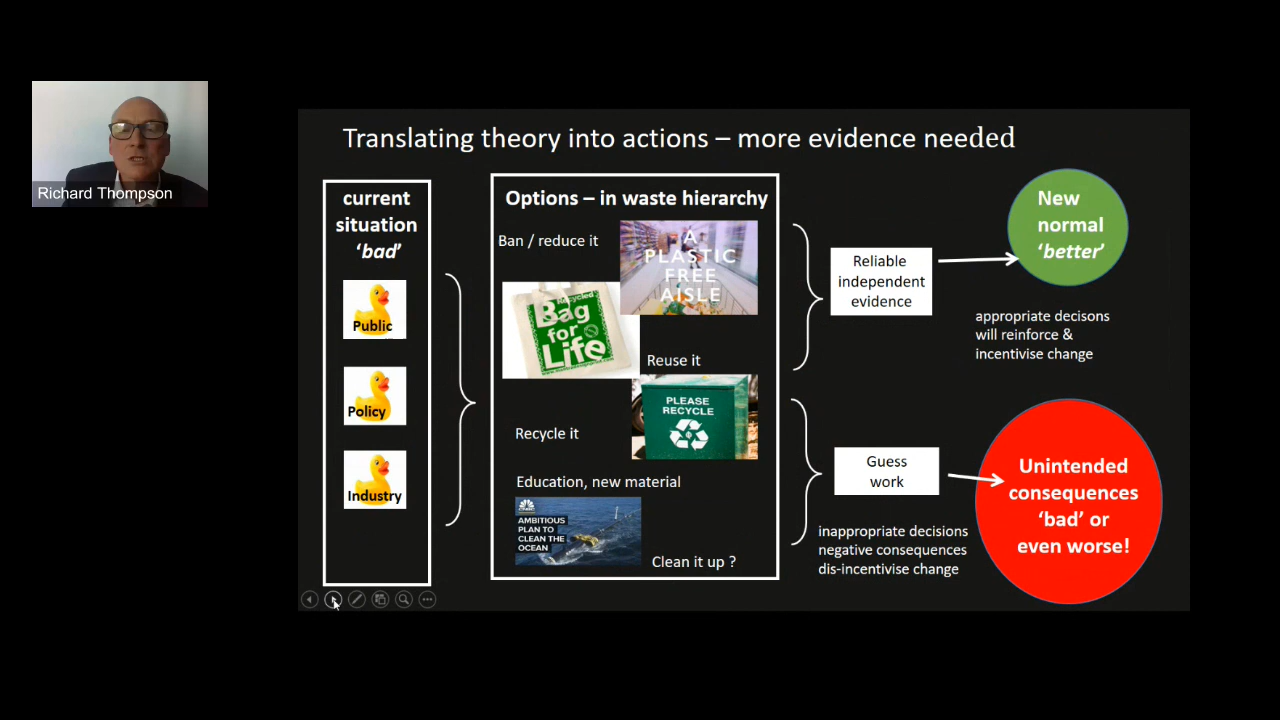 Richard Thompson
Translating theory into actions – more evidence needed
current
situation
‘bad’
Public
Policy
Industry
Options – in waste hierarchy
Ban / reduce it
A
PLASTIC
FREE
AISLE
Recycled
Bag
for
Life
Reuse it
PLEASE
RECYCLE
Recycle it
Education, new material
CNBC
AMBITIOUS
PLAN TO
CLEAN THE
OCEAN
Clean it up ?
Reliable
independent
evidence
New
normal
‘better’
appropriate decisons
will reinforce &
incentivise change
Guess
work
inappropriate decisions
negative consequences
dis-incentivise change
Unintended
consequences
‘bad’ or
even worse!